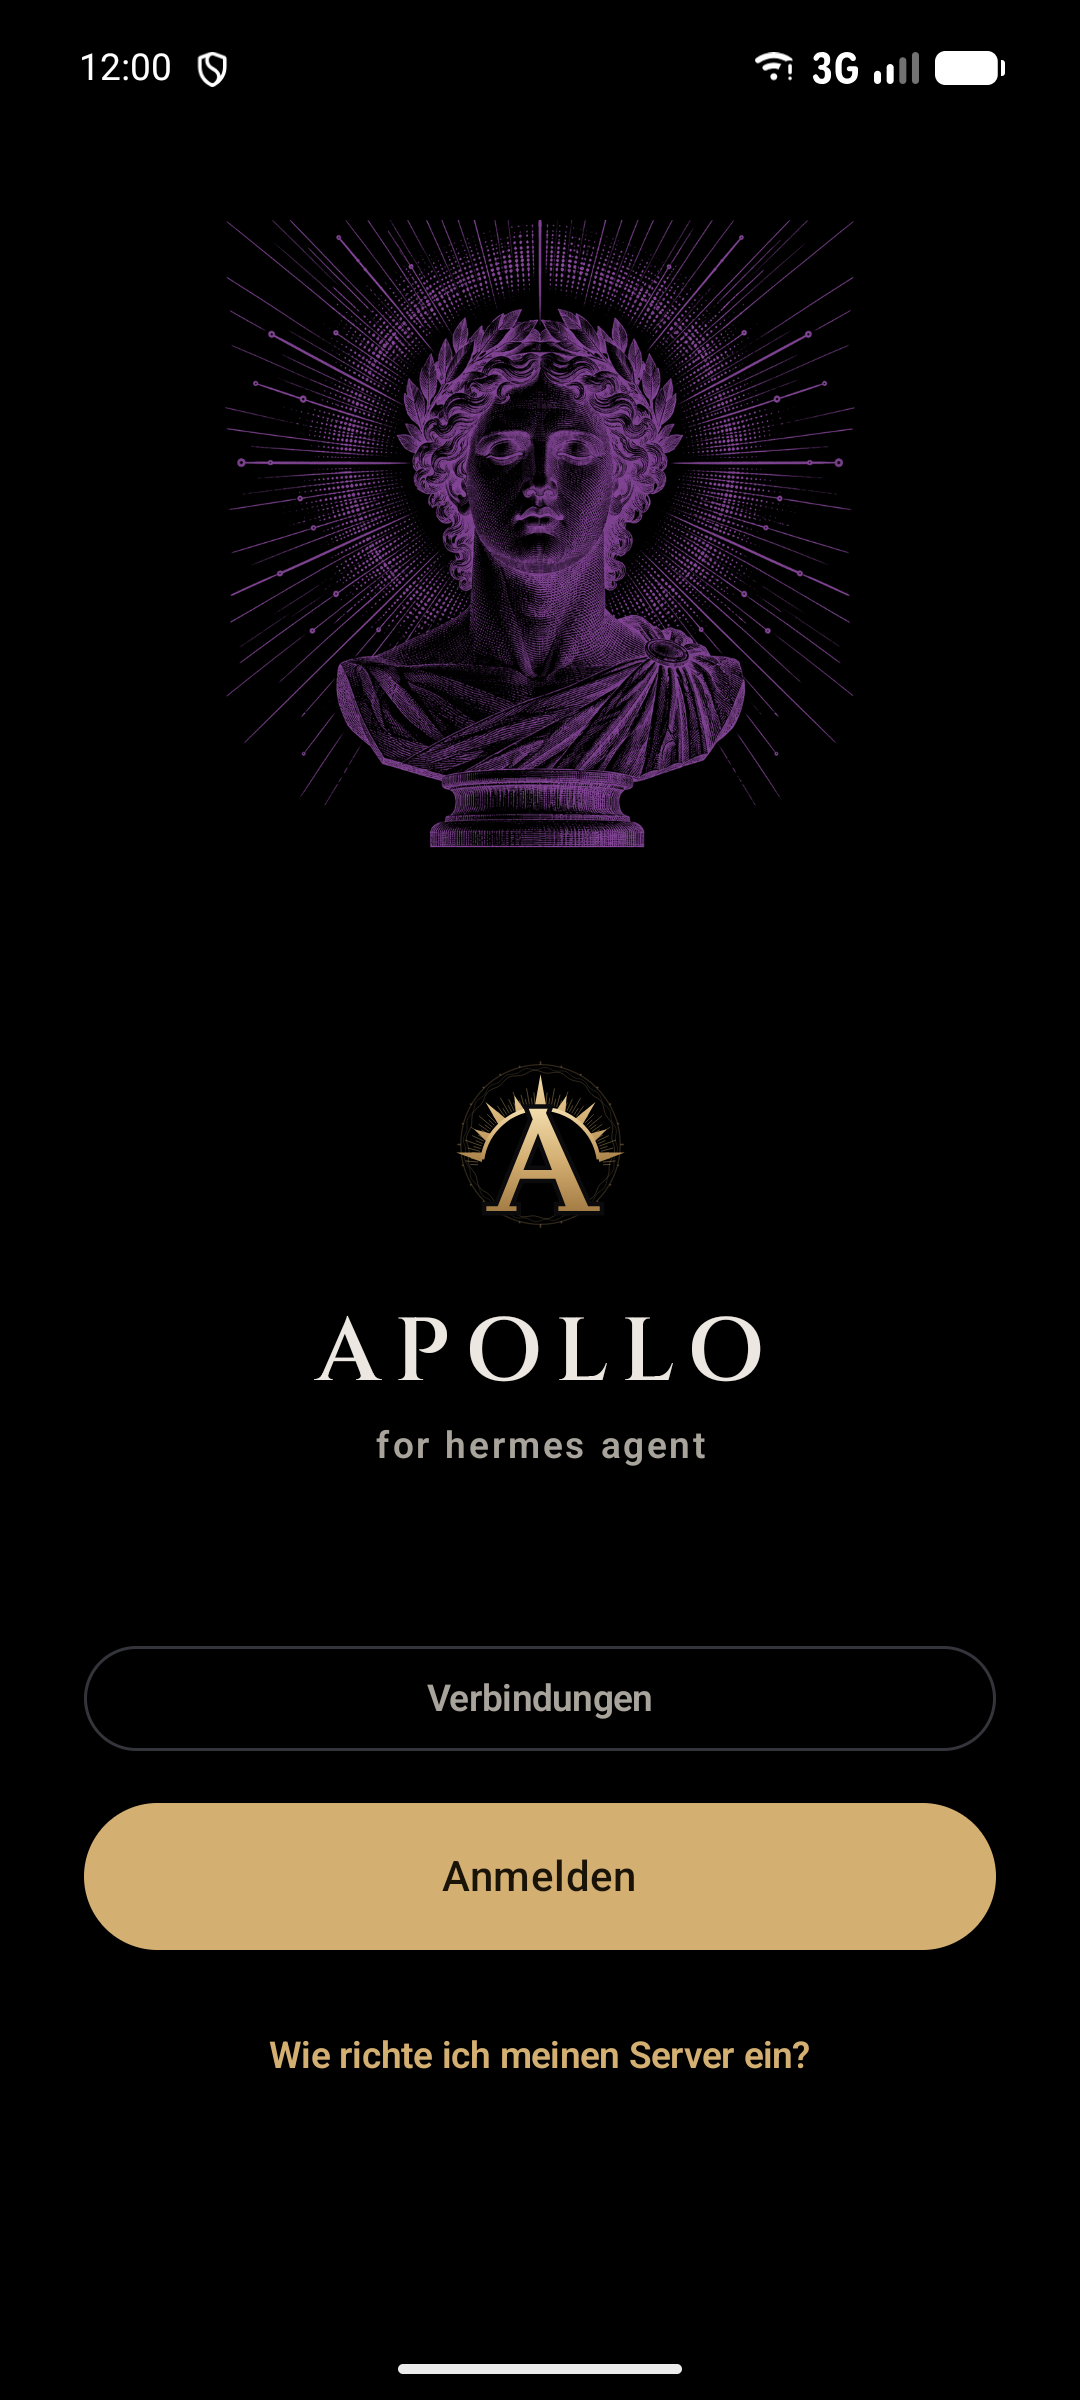 12:00
3G
A
APOLLO
for hermes agent
Verbindungen
Anmelden
Wie richte ich meinen Server ein?